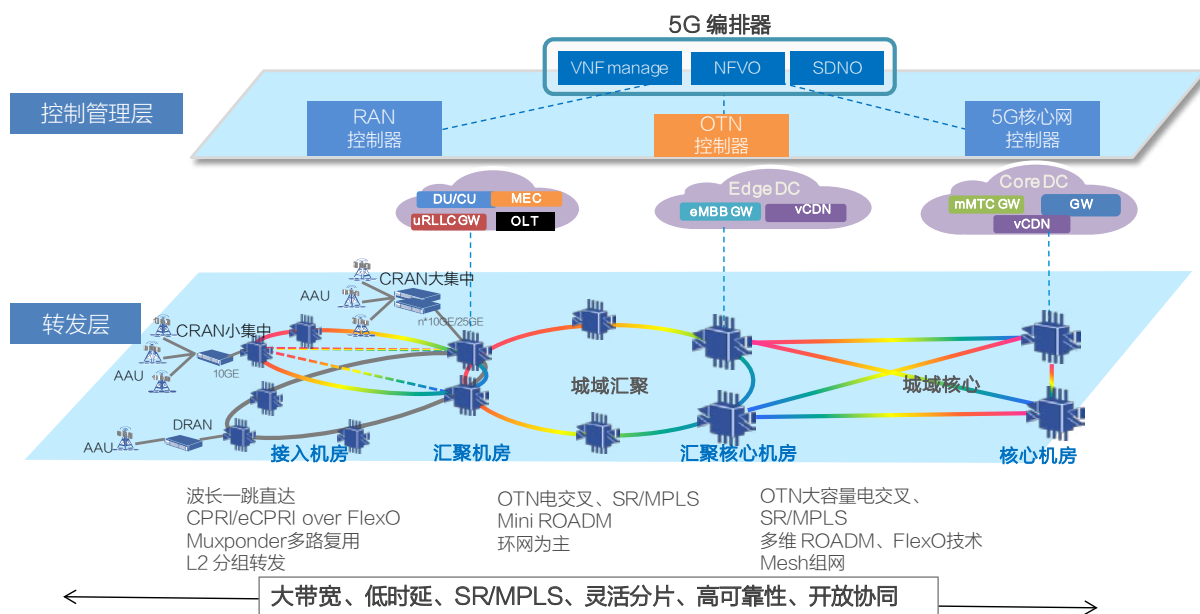 5G 编排器
VNF manage
NFVO
SDNO
控制管理层
RAN
控制器
OTN
控制器
5G核心网
控制器
DU/CU
MEC
uRLLC GW
OLT
Edge DC
eMBB GW
vCDN
Core DC
mMTC GW
GW
vCDN
转发层
CRAN大集中
AAU
n*10GE/25GE
CRAN小集中
10GE
AAU
DRAN
AAU
城域汇聚
城域核心
接入机房
汇聚机房
汇聚核心机房
核心机房
波长一跳直达
CPRI/eCPRI over FlexO
Muxponder多路复用
L2 分组转发
OTN电交叉、SR/MPLS
Mini ROADM
环网为主
OTN大容量电交叉、
SR/MPLS
多维 ROADM、FlexO技术
Mesh组网
大带宽、低时延、SR/MPLS、灵活分片、高可靠性、开放协同